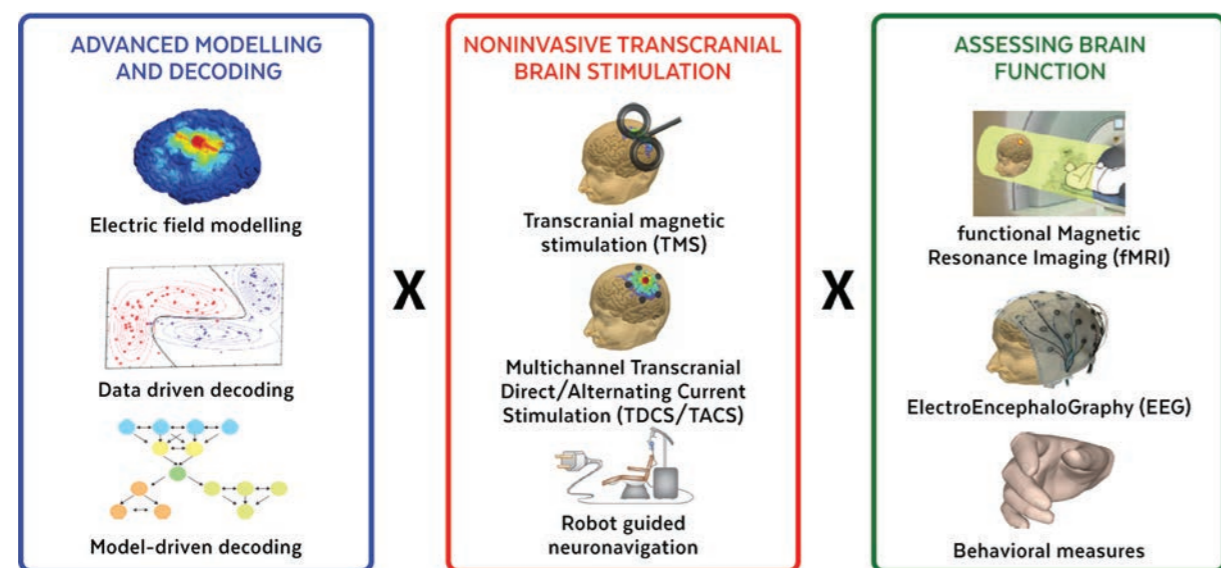 ADVANCED MODELLING
AND DECODING
Electric field modelling
Data driven decoding
Model-driven decoding
X
NONINVASIVE TRANSCRANIAL
BRAIN STIMULATION
Transcranial magnetic
stimulation (TMS)
Multichannel Transcranial
Direct/Alternating Current
Stimulation (TDCS/TACS)
Robot guided
neuronavigation
X
ASSESSING BRAIN
FUNCTION
functional Magnetic
Resonance Imaging (fMRI)
ElectroEncephaloGraphy (EEG)
Behavioral measures